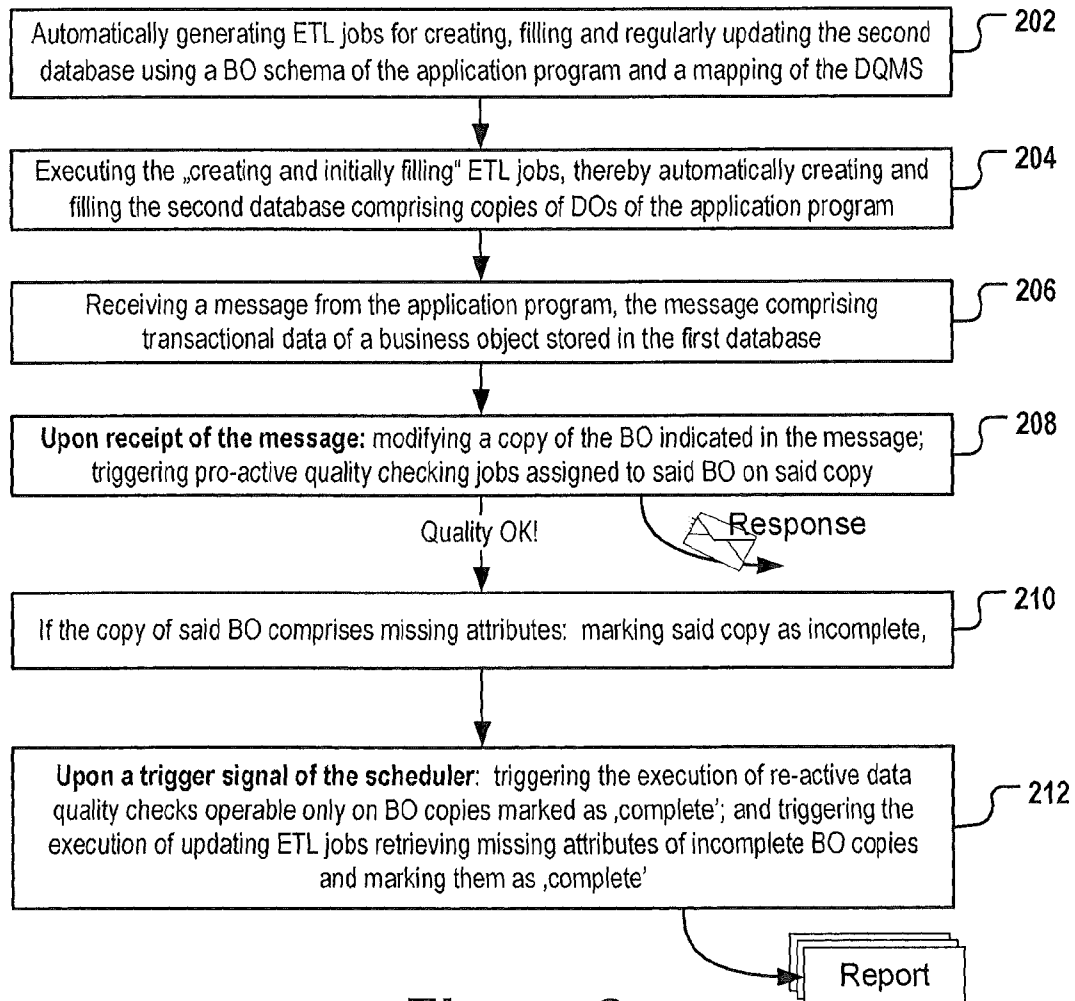 Automatically generating ETL jobs for creating, filling and regularly updating the second
database using a BO schema of the application program and a mapping of the DQMS
202
Executing the „creating and initially filling" ETL jobs, thereby automatically creating and
filling the second database comprising copies of DOs of the application program
204
Receiving a message from the application program, the message comprising
transactional data of a business object stored in the first database
206
Upon receipt of the message: modifying a copy of the BO indicated in the message;
triggering pro-active quality checking jobs assigned to said BO on said copy
208
Quality OK!
Response
If the copy of said BO comprises missing attributes: marking said copy as incomplete,
210
Upon a trigger signal of the scheduler: triggering the execution of re-active data
quality checks operable only on BO copies marked as ‚complete'; and triggering the
execution of updating ETL jobs retrieving missing attributes of incomplete BO copies
and marking them as ‚complete'
212
Report